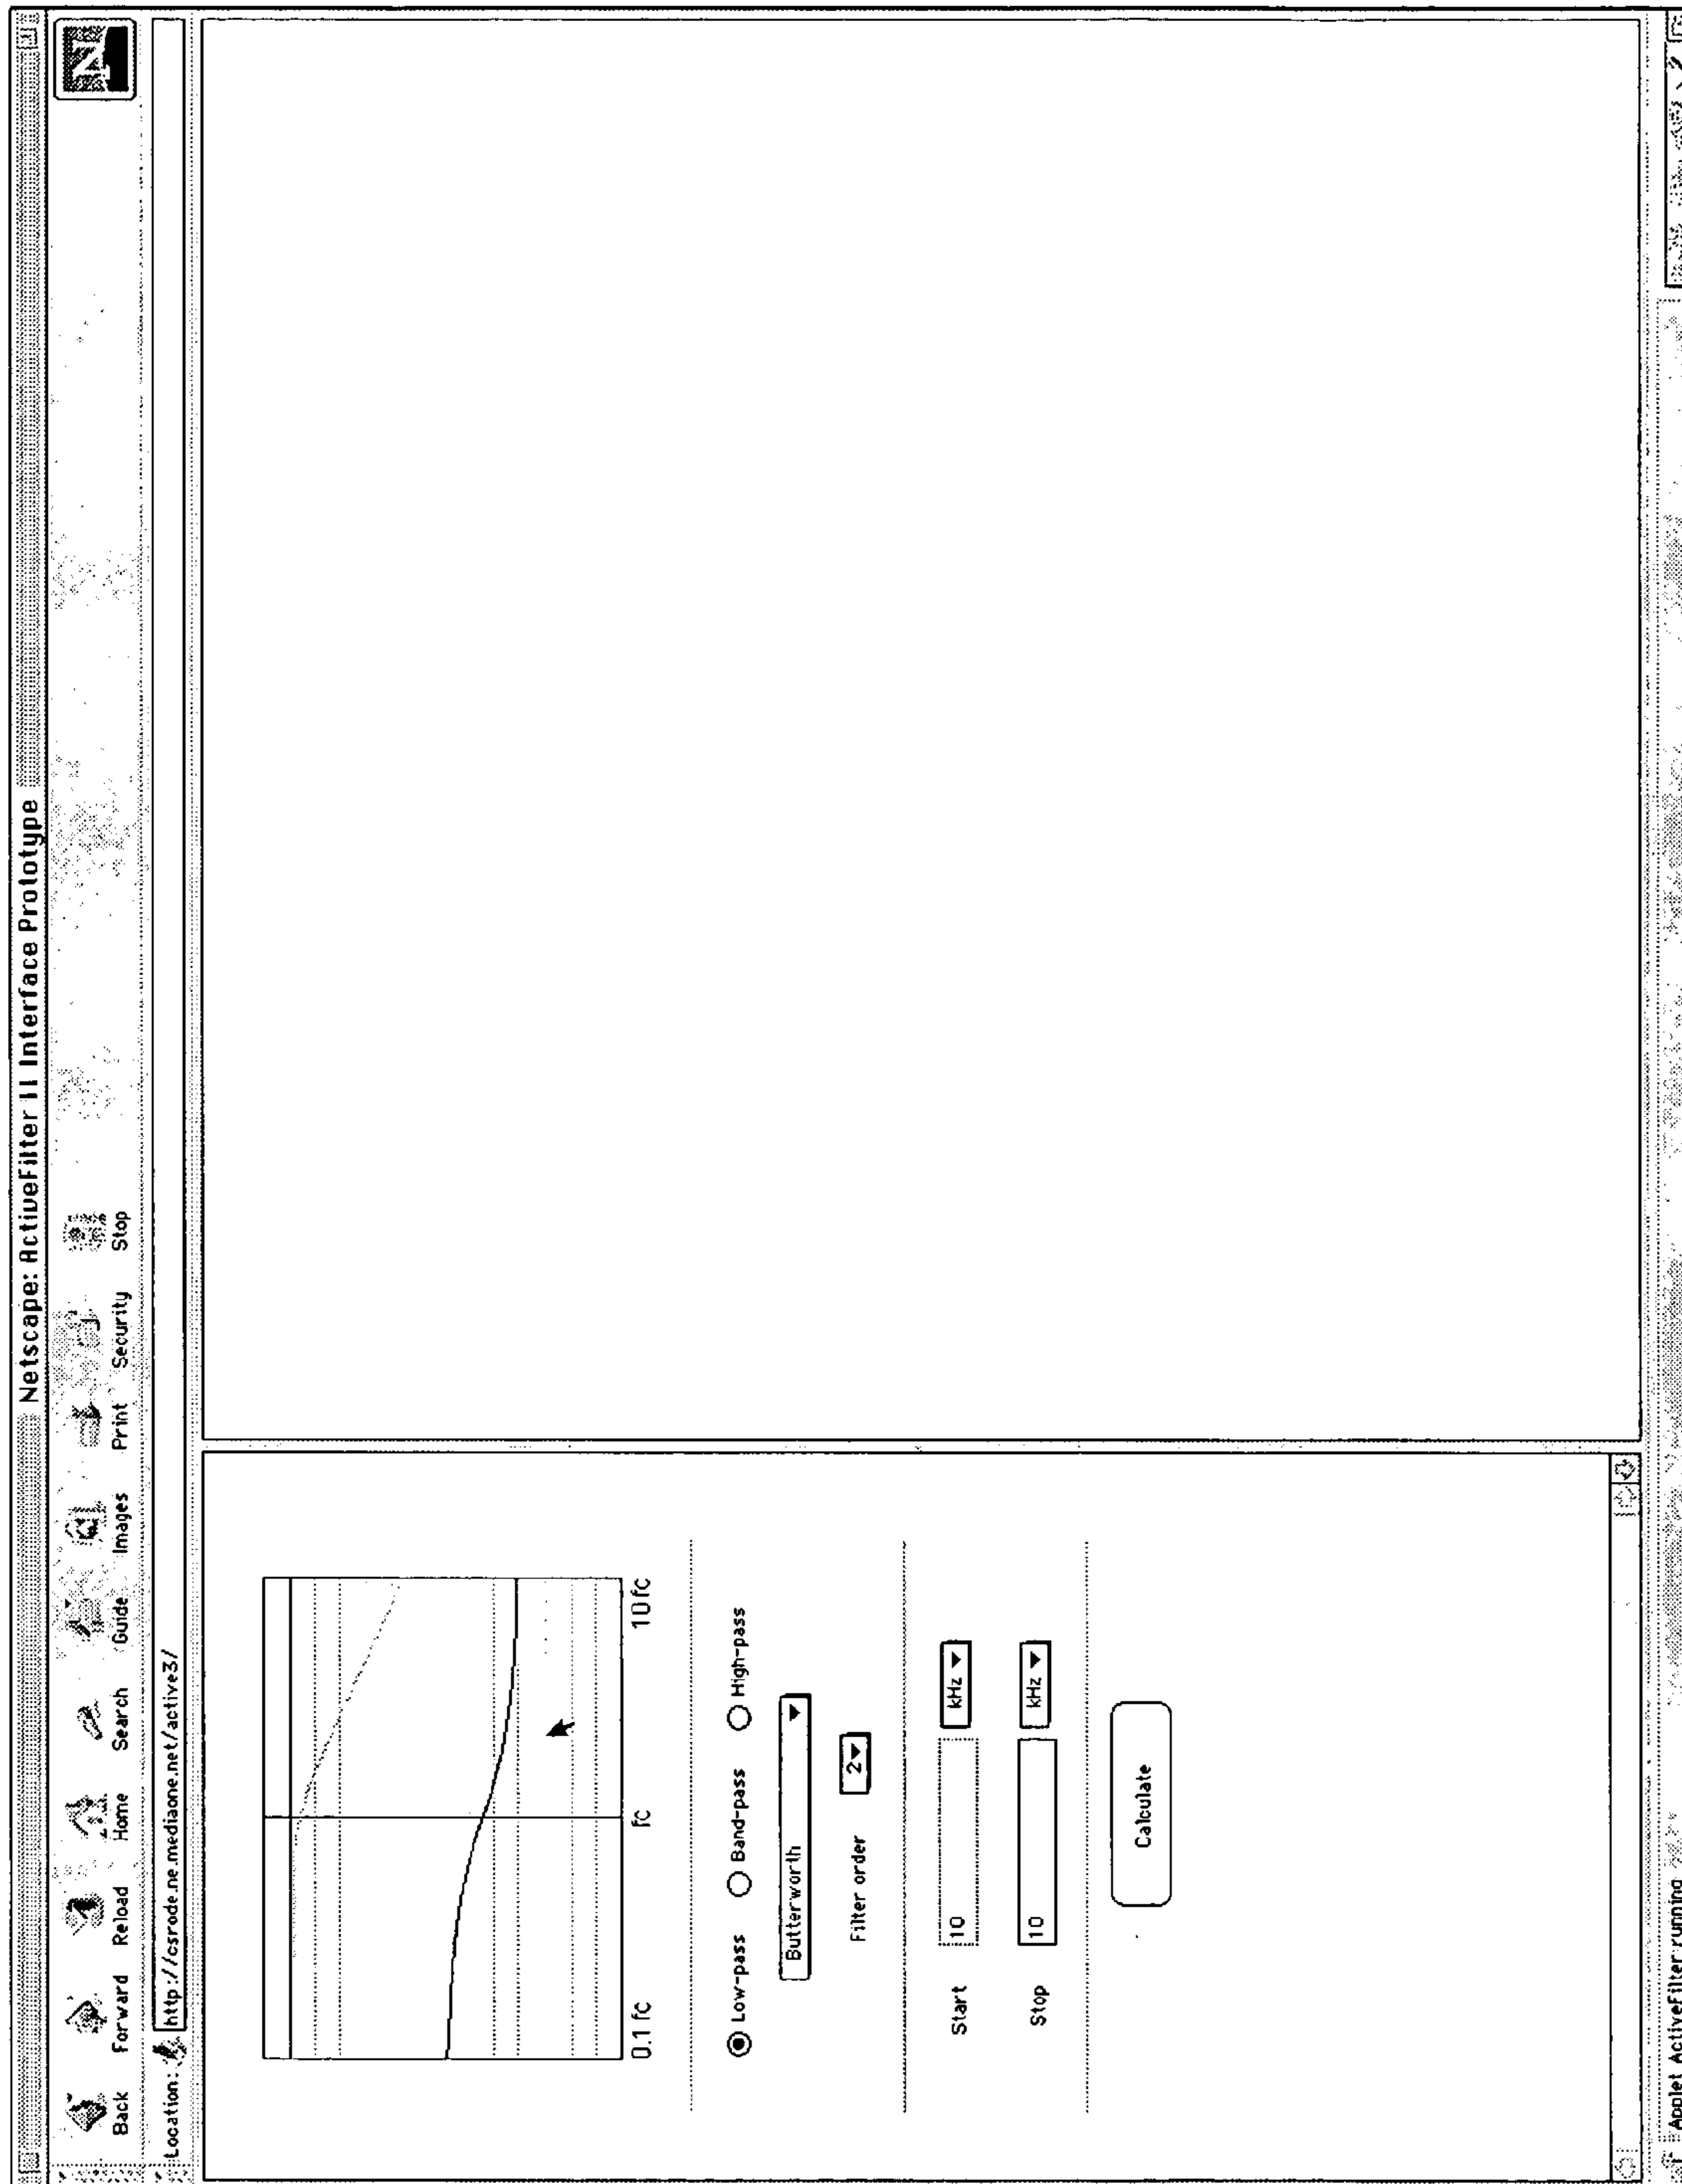 Netscape: ActiveFilter II Interface Prototype
N
Back Forward Reload Home Search Guide Images Print Security Stop
Location: http://csrode.ne.mediaone.net/active3/
0.1 fc fc 10 fc
Low-pass Band-pass High-pass
Butterworth
Filter order 2
Start 10 kHz
Stop 10 kHz
Calculate
Applet ActiveFilter running